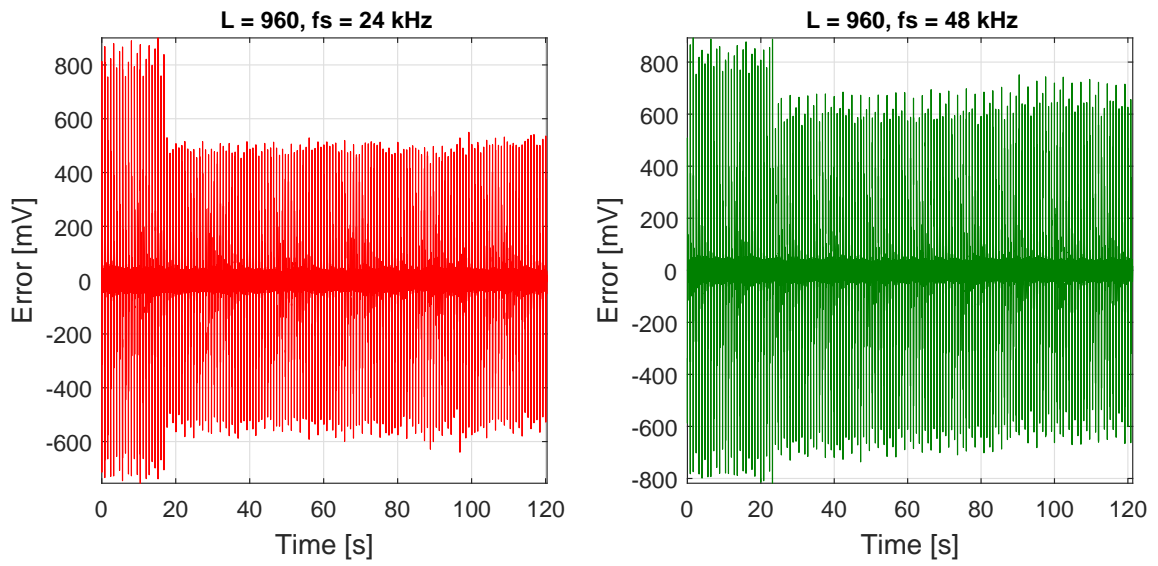 L = 960, fs = 24 kHz
800
600
400
200
0
-200
-400
-600
Error [mV]
0 20 40 60 80 100 120
Time [s]
L = 960, fs = 48 kHz
800
600
400
200
0
-200
-400
-600
-800
Error [mV]
0 20 40 60 80 100 120
Time [s]